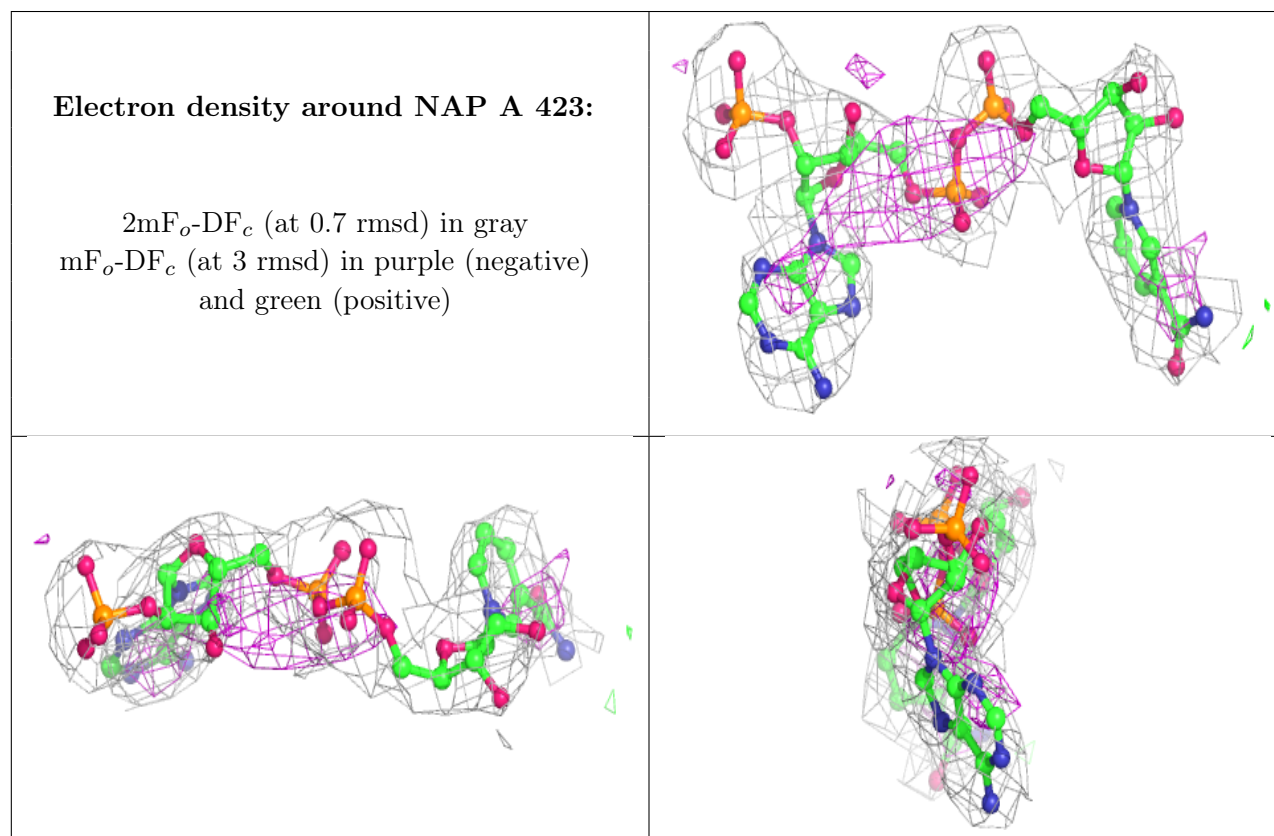 Electron density around NAP A 423:
2mFo-DFc (at 0.7 rmsd) in gray
mFo-DFc (at 3 rmsd) in purple (negative)
and green (positive)